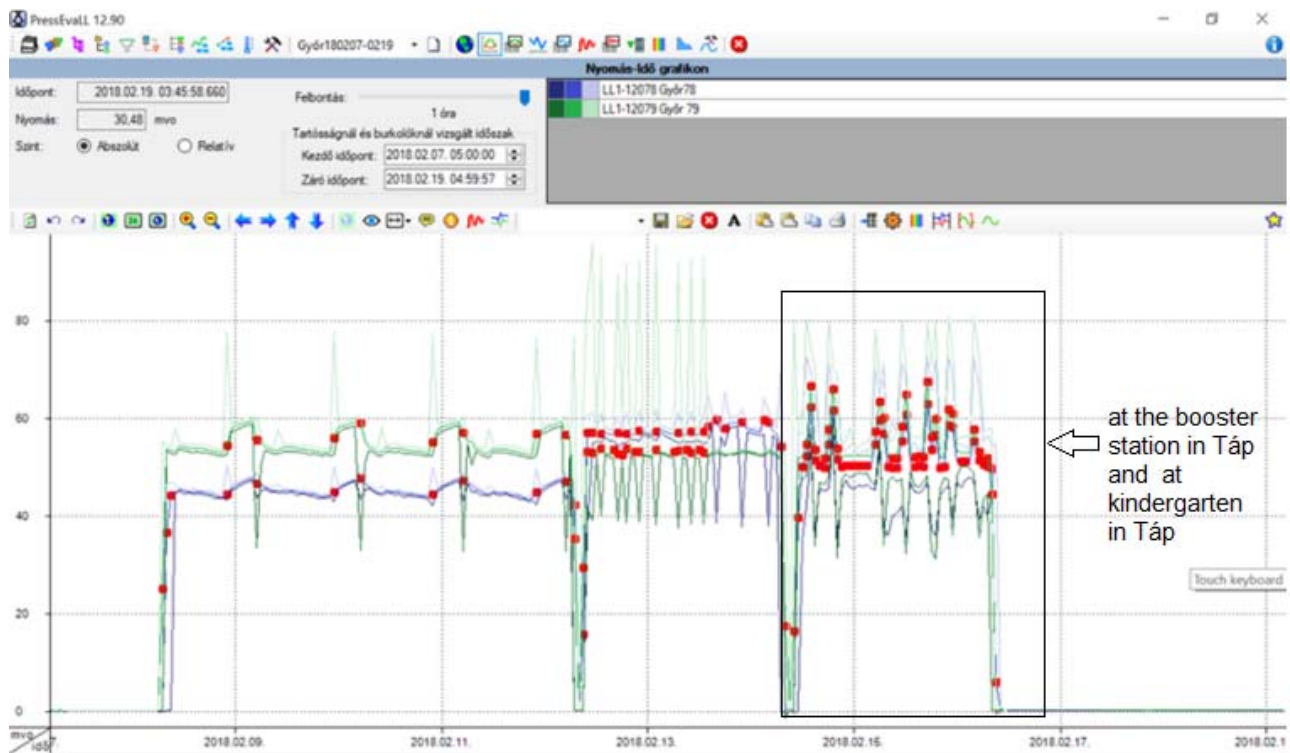 PressEvalL 12.90
Győr180207-0219
Nyomás-Idő grafikon
Időpont: 2018.02.19. 03:45:58.660
Nyomás: 30,48 mvo
Szint: Abszolút Relatív
Felbontás:
1 óra
Tartósságnál és burkolóknál vizsgált időszak
Kezdő időpont: 2018.02.07. 05:00:00
Záró időpont: 2018.02.19. 04:59:57
LL1-12078 Győr78
LL1-12079 Győr 79
80
60
40
20
0
at the booster
station in Táp
and at
kindergarten
in Táp
Touch keyboard
mvo
idő
7.
2018.02.09.
2018.02.11.
2018.02.13.
2018.02.15.
2018.02.17.
2018.02.1